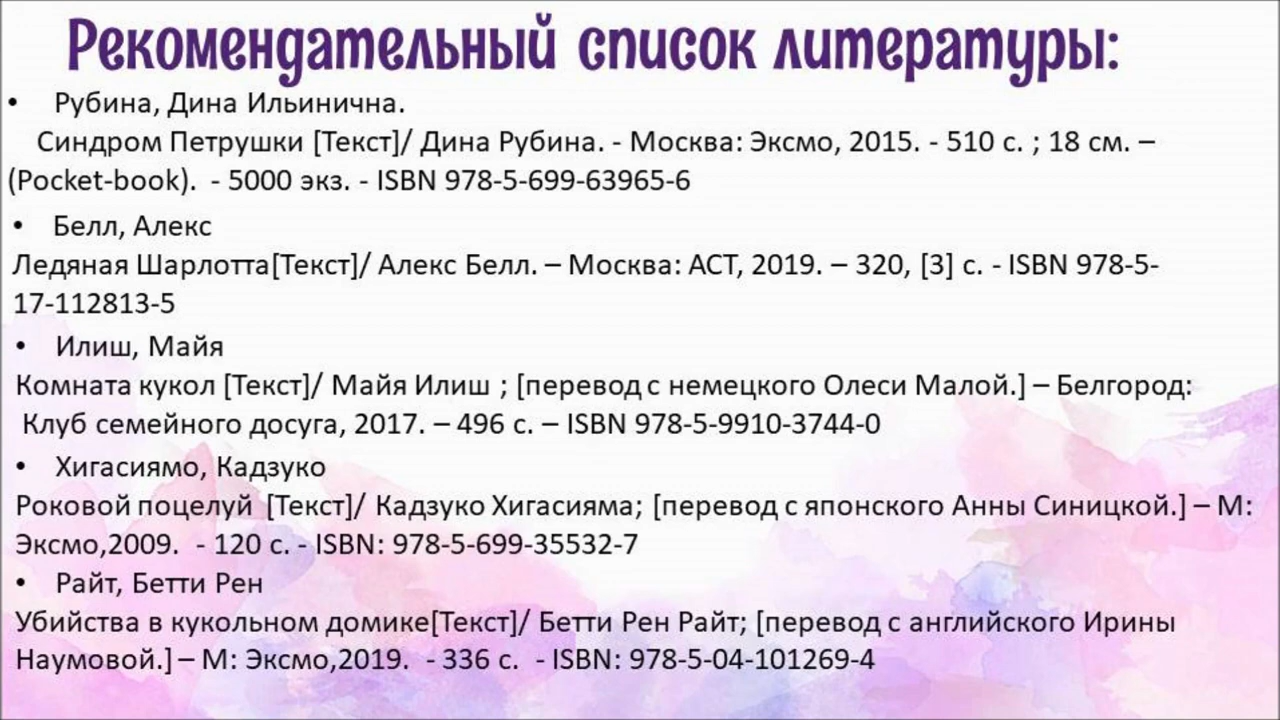 Рекомендательный список литературы:
• Рубина, Дина Ильинична.
Синдром Петрушки [Текст]/ Дина Рубина. - Москва: Эксмо, 2015. - 510 с. ; 18 см. –
(Pocket-book). - 5000 экз. - ISBN 978-5-699-63965-6
• Белл, Алекс
Ледяная Шарлотта[Текст]/ Алекс Белл. – Москва: АСТ, 2019. – 320, [3] с. - ISBN 978-5-
17-112813-5
• Илиш, Майя
Комната кукол [Текст]/ Майя Илиш ; [перевод с немецкого Олеси Малой.] – Белгород:
Клуб семейного досуга, 2017. – 496 с. – ISBN 978-5-9910-3744-0
• Хигасиямо, Кадзуко
Роковой поцелуй [Текст]/ Кадзуко Хигасияма; [перевод с японского Анны Синицкой.] – М:
Эксмо,2009. - 120 с. - ISBN: 978-5-699-35532-7
• Райт, Бетти Рен
Убийства в кукольном домике[Текст]/ Бетти Рен Райт; [перевод с английского Ирины
Наумовой.] – М: Эксмо,2019. - 336 с. - ISBN: 978-5-04-101269-4